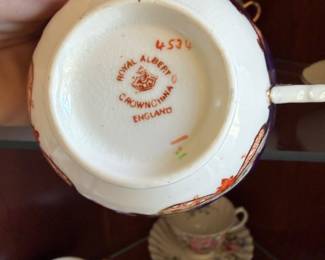 4534
ROYAL ALBERT
CROWN CHINA
ENGLAND